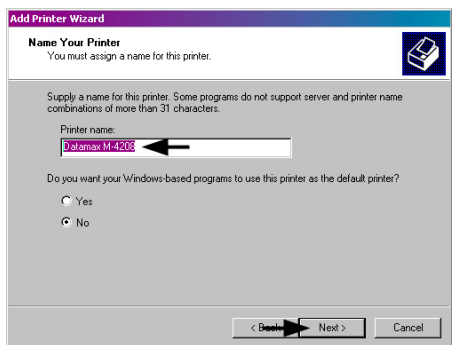 Add Printer Wizard
Name Your Printer
You must assign a name for this printer.
Supply a name for this printer. Some programs do not support server and printer name
combinations of more than 31 characters.
Printer name:
Datamax M-4208
Do you want your Windows-based programs to use this printer as the default printer?
Yes
No
< Back Next > Cancel